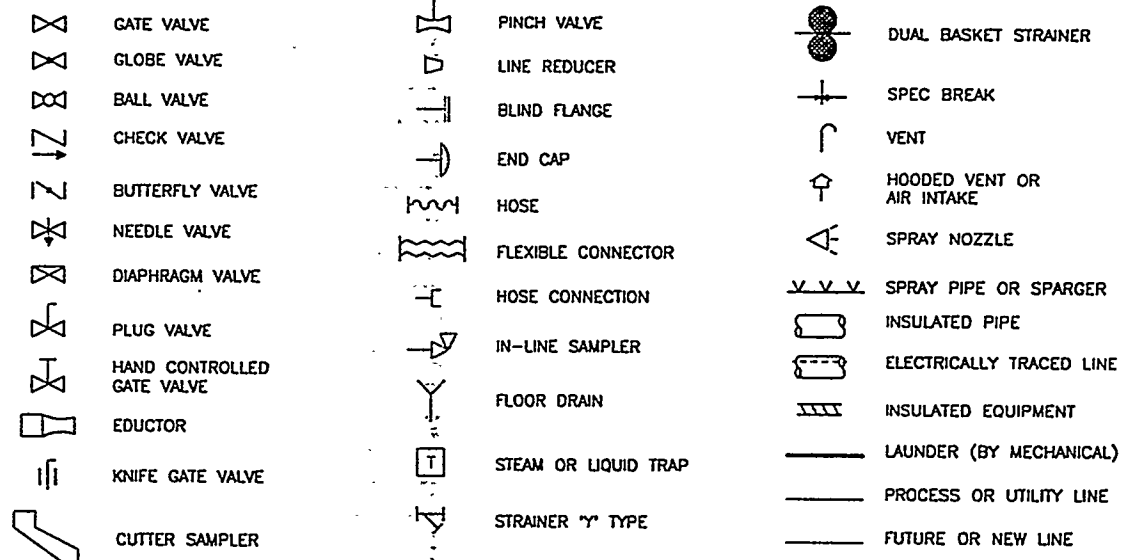 GATE VALVE
GLOBE VALVE
BALL VALVE
CHECK VALVE
BUTTERFLY VALVE
NEEDLE VALVE
DIAPHRAGM VALVE
PLUG VALVE
HAND CONTROLLED
GATE VALVE
EDUCTOR
KNIFE GATE VALVE
CUTTER SAMPLER
PINCH VALVE
LINE REDUCER
BLIND FLANGE
END CAP
HOSE
FLEXIBLE CONNECTOR
HOSE CONNECTION
IN-LINE SAMPLER
FLOOR DRAIN
T
STEAM OR LIQUID TRAP
STRAINER "Y" TYPE
DUAL BASKET STRAINER
SPEC BREAK
VENT
HOODED VENT OR
AIR INTAKE
SPRAY NOZZLE
SPRAY PIPE OR SPARGER
INSULATED PIPE
ELECTRICALLY TRACED LINE
INSULATED EQUIPMENT
LAUNDER (BY MECHANICAL)
PROCESS OR UTILITY LINE
FUTURE OR NEW LINE